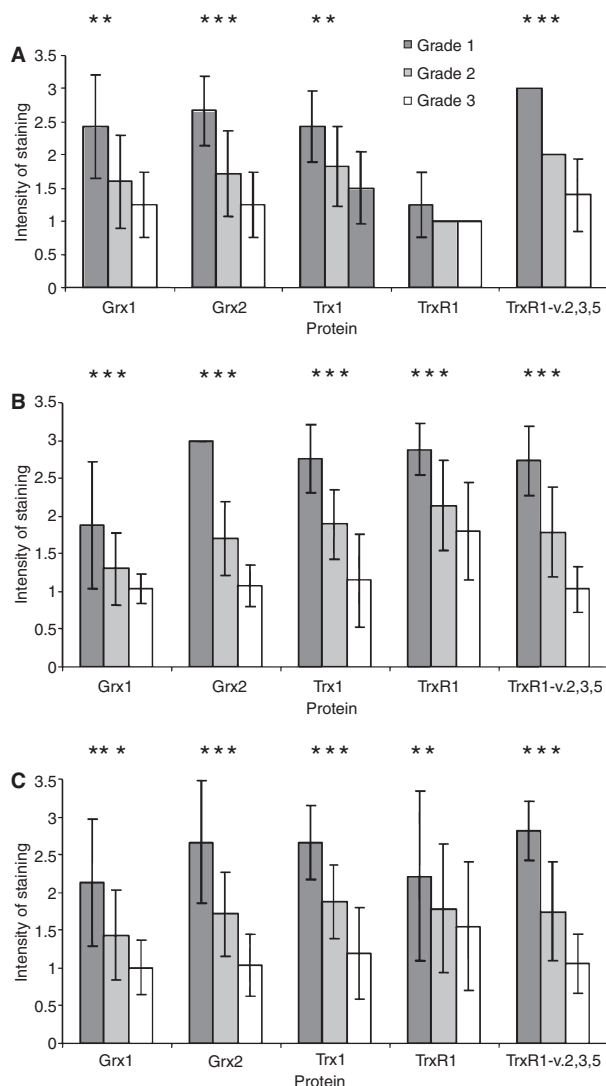 * * * * * * * * * *
A
Grade 1
Grade 2
Grade 3
Intensity of staining
3.5
3
2.5
2
1.5
1
0.5
0
Grx1 Grx2 Trx1 TrxR1 TrxR1-v.2,3,5
Protein
* * * * * * * * * * * * * * *
B
Intensity of staining
3.5
3
2.5
2
1.5
1
0.5
0
Grx1 Grx2 Trx1 TrxR1 TrxR1-v.2,3,5
Protein
** * * * * * * * * * * * *
C
Intensity of staining
3.5
3
2.5
2
1.5
1
0.5
0
Grx1 Grx2 Trx1 TrxR1 TrxR1-v.2,3,5
Protein